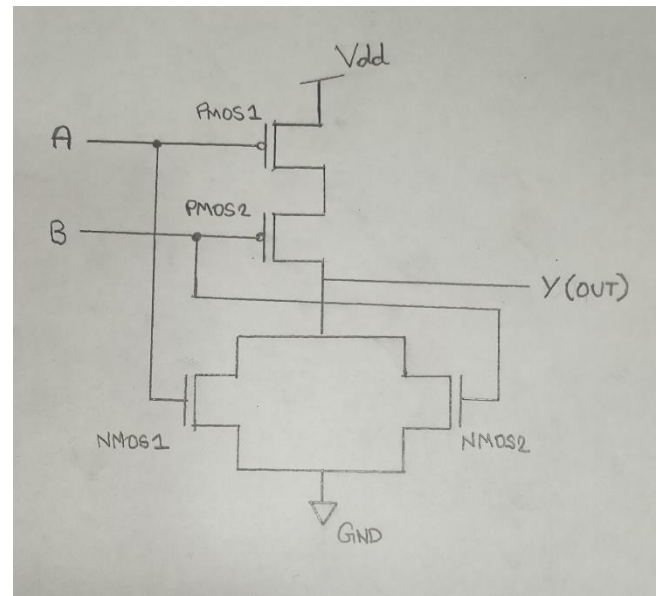 Vdd
PMOS1
A
PMOS2
B
Y (OUT)
NMOS1
NMOS2
GND